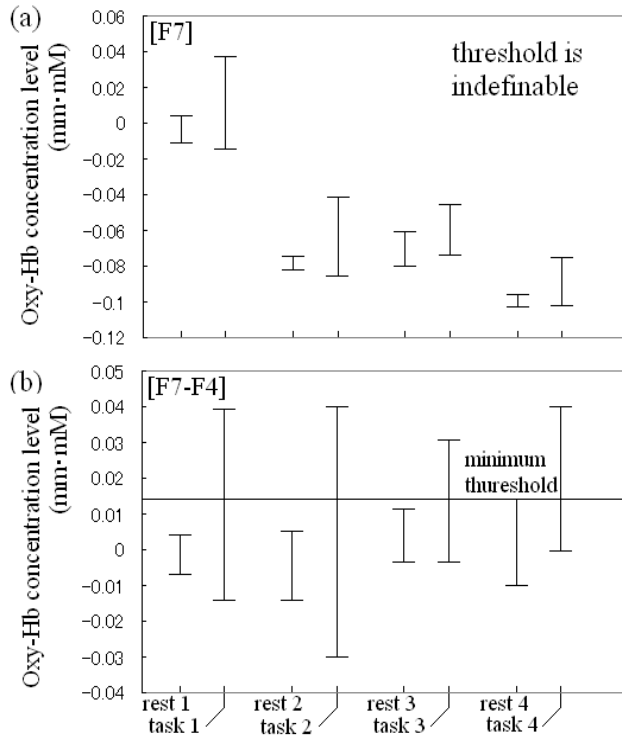 (a)
[F7]
threshold is
indefinable
Oxy-Hb concentration level
(mm·mM)
0.06
0.04
0.02
0
-0.02
-0.04
-0.06
-0.08
-0.1
-0.12
(b)
[F7-F4]
minimum
thureshold
Oxy-Hb concentration level
(mm·mM)
0.05
0.04
0.03
0.02
0.01
0
-0.01
-0.02
-0.03
-0.04
rest 1 rest 2 rest 3 rest 4
task 1 task 2 task 3 task 4